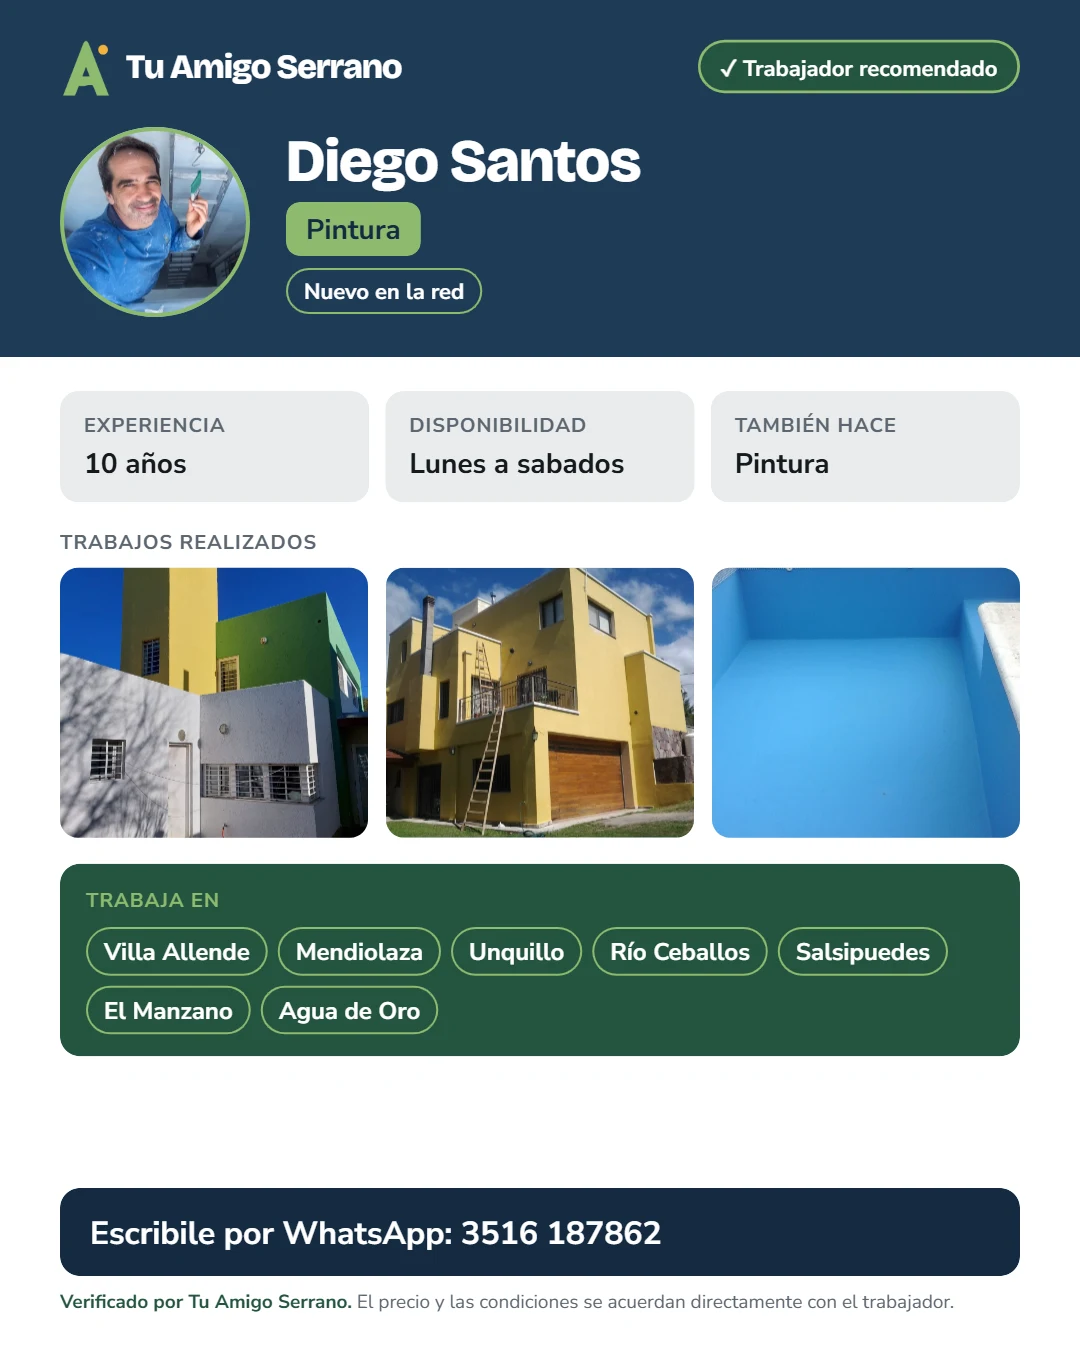 Tu Amigo Serrano
✓ Trabajador recomendado
Diego Santos
Pintura
Nuevo en la red
EXPERIENCIA
10 años
DISPONIBILIDAD
Lunes a sabados
TAMBIÉN HACE
Pintura
TRABAJOS REALIZADOS
TRABAJA EN
Villa Allende
Mendiolaza
Unquillo
Río Ceballos
Salsipuedes
El Manzano
Agua de Oro
Escribile por WhatsApp: 3516 187862
Verificado por Tu Amigo Serrano. El precio y las condiciones se acuerdan directamente con el trabajador.